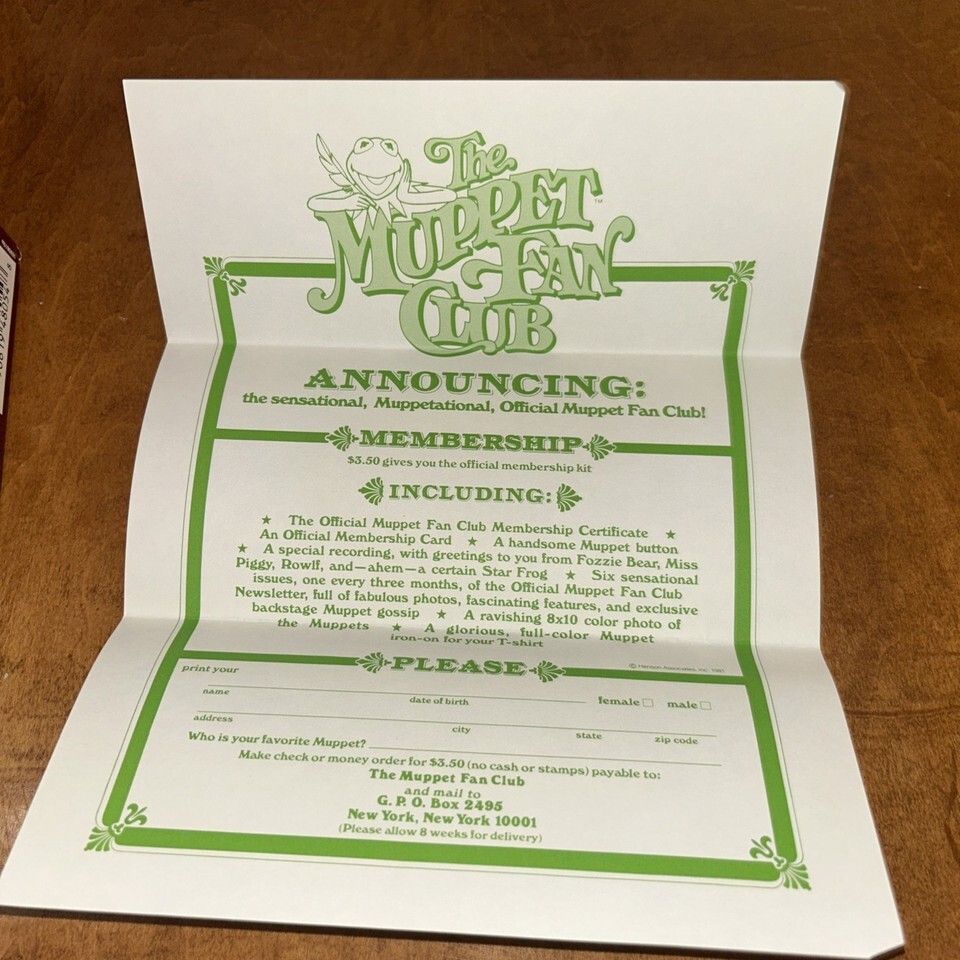 The
MUPPET
FAN
CLUB
™
ANNOUNCING:
the sensational, Muppetational, Official Muppet Fan Club!
MEMBERSHIP
$3.50 gives you the official membership kit
INCLUDING:
★ The Official Muppet Fan Club Membership Certificate ★
An Official Membership Card ★ A handsome Muppet button
★ A special recording, with greetings to you from Fozzie Bear, Miss
Piggy, Rowlf, and—ahem—a certain Star Frog ★ Six sensational
issues, one every three months, of the Official Muppet Fan Club
Newsletter, full of fabulous photos, fascinating features, and exclusive
backstage Muppet gossip ★ A ravishing 8x10 color photo of
the Muppets ★ A glorious, full-color Muppet
iron-on for your T-shirt
© Henson Associates, Inc. 1981
PLEASE
print your
name date of birth female □ male □
address city state zip code
Who is your favorite Muppet?
Make check or money order for $3.50 (no cash or stamps) payable to:
The Muppet Fan Club
and mail to
G. P. O. Box 2495
New York, New York 10001
(Please allow 8 weeks for delivery)